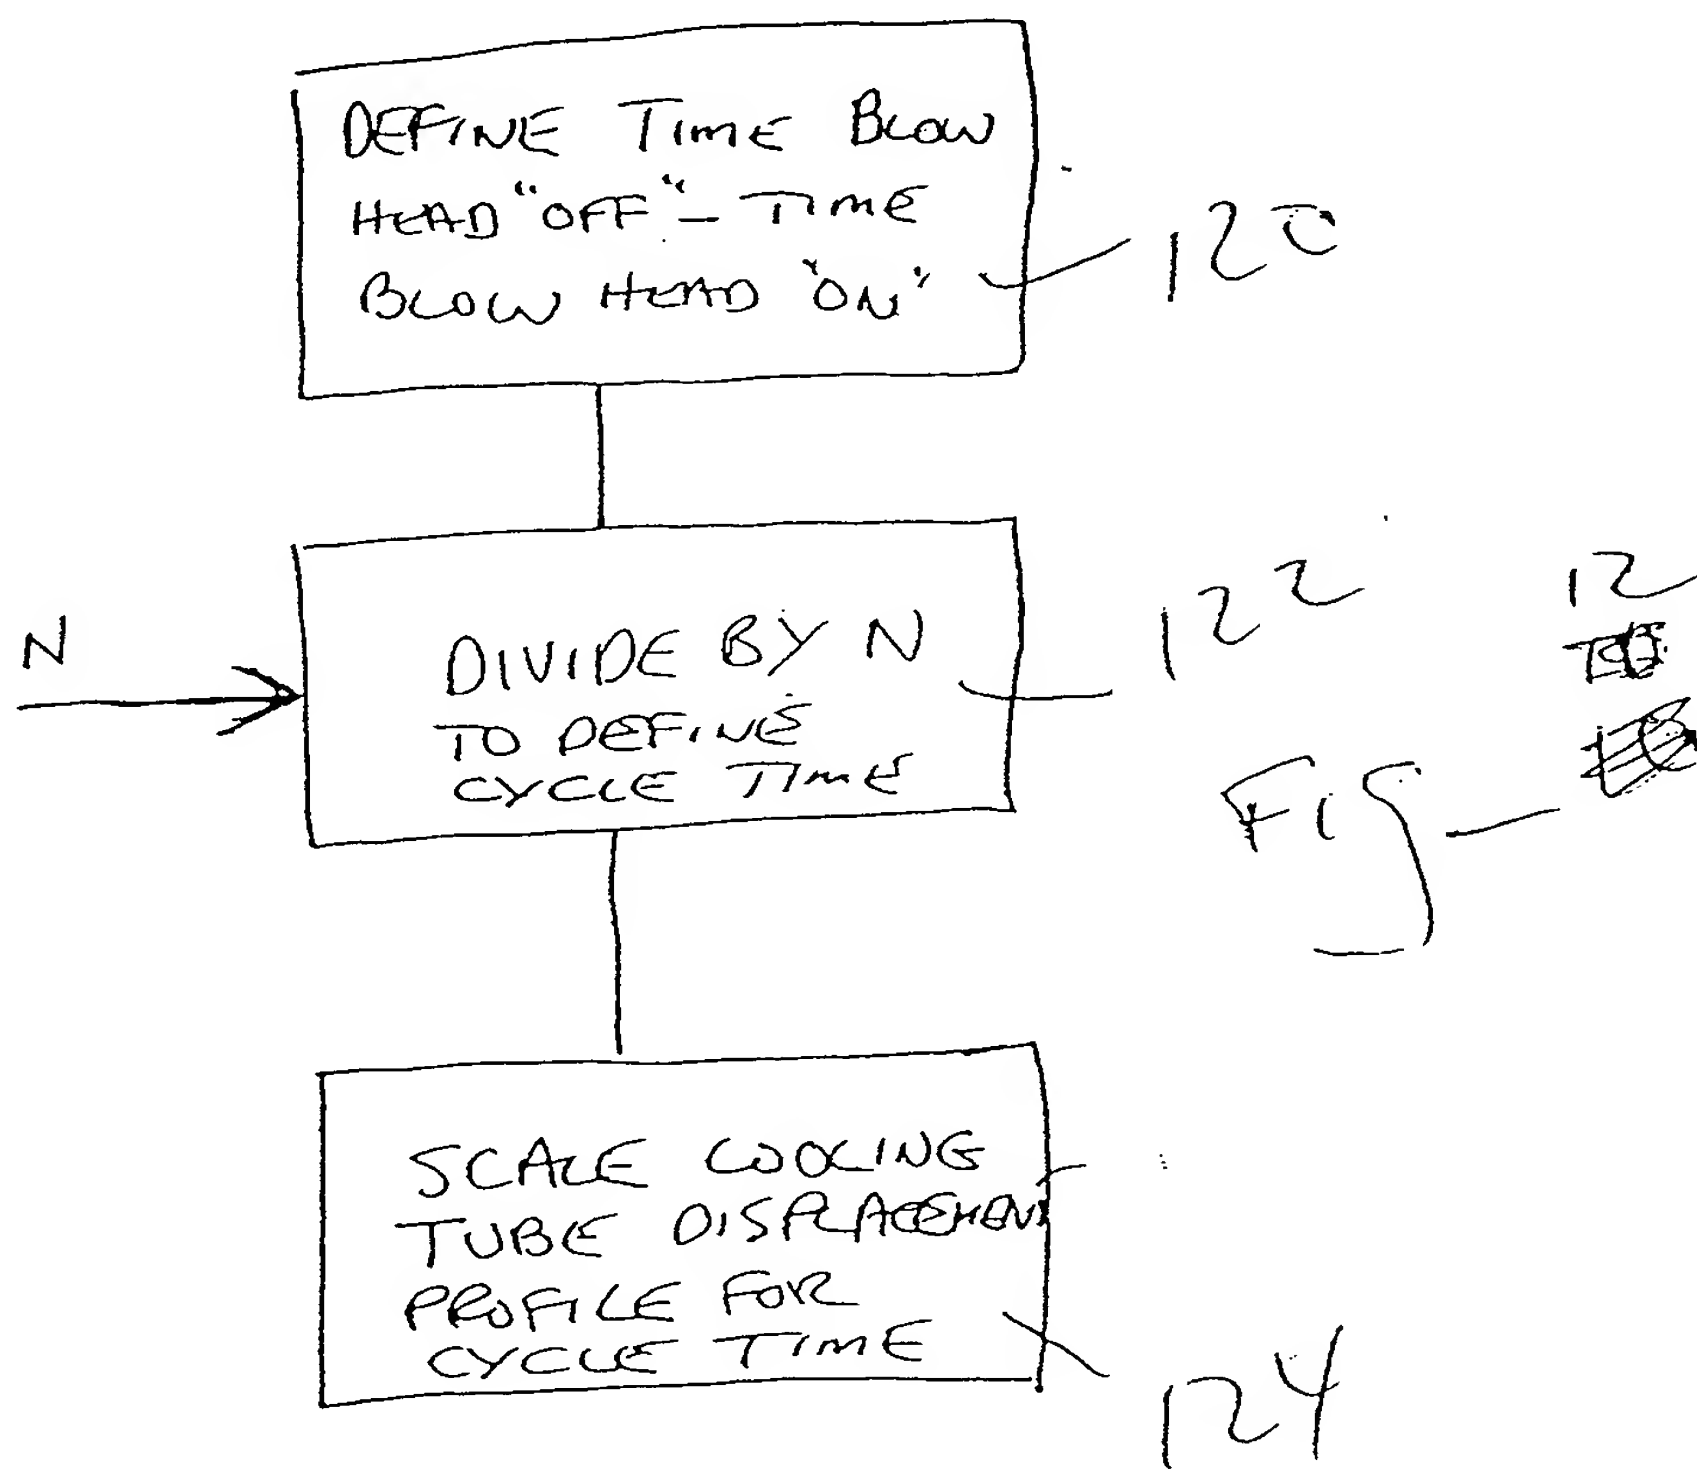 DEFINE TIME BLOW
HEAD "OFF" - TIME
BLOW HEAD "ON"
120
N
DIVIDE BY N
TO DEFINE
CYCLE TIME
122
12
Fig
SCALE COOLING
TUBE DISPLACEMENT
PROFILE FOR
CYCLE TIME
124